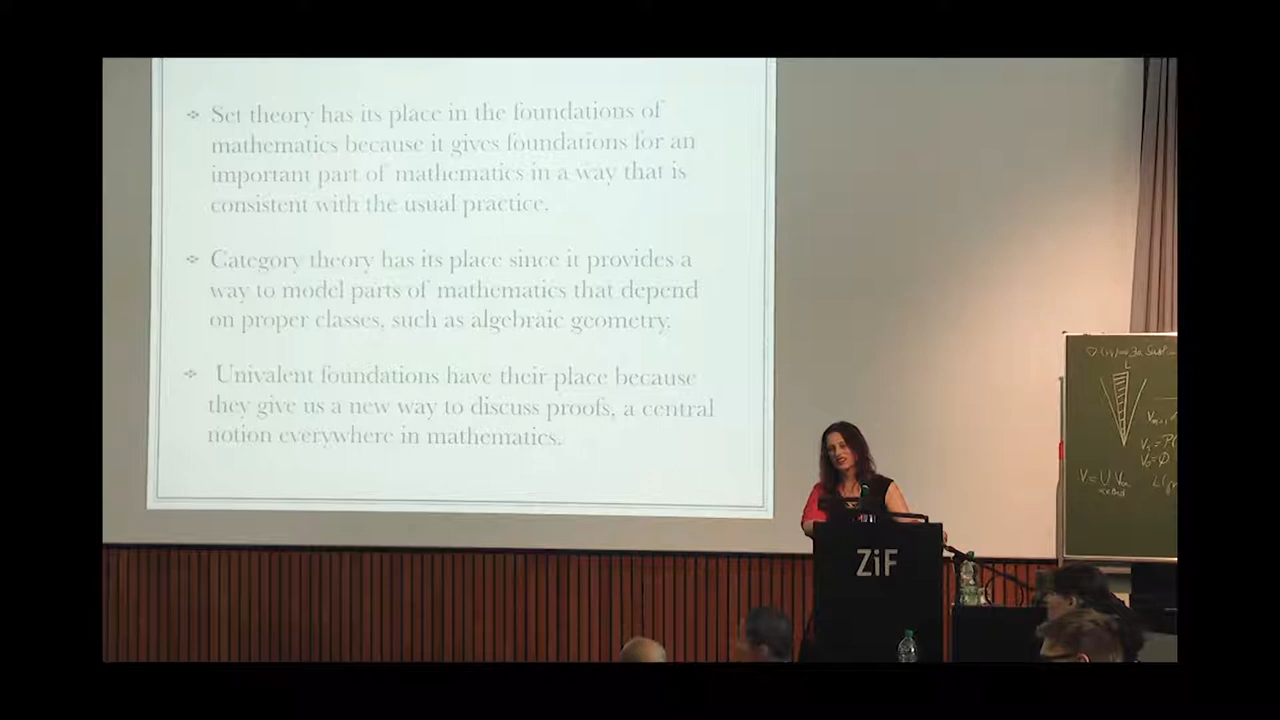 Set theory has its place in the foundations of
mathematics because it gives foundations for an
important part of mathematics in a way that is
consistent with the usual practice.
Category theory has its place since it provides a
way to model parts of mathematics that depend
on proper classes, such as algebraic geometry.
Univalent foundations have their place because
they give us a new way to discuss proofs, a central
notion everywhere in mathematics.
ZiF
L
V₀=∅